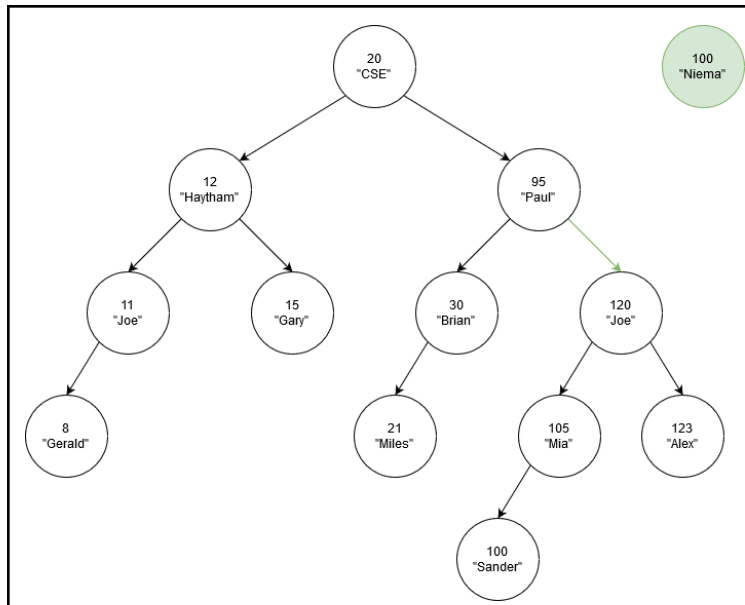 20
"CSE"
100
"Niema"
12
"Haytham"
95
"Paul"
11
"Joe"
15
"Gary"
30
"Brian"
120
"Joe"
8
"Gerald"
21
"Miles"
105
"Mia"
123
"Alex"
100
"Sander"